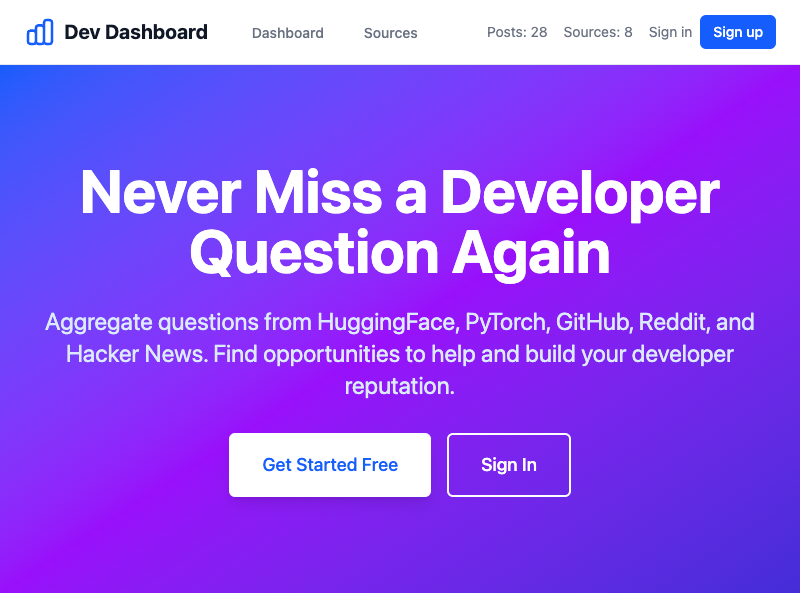 Dev Dashboard
Dashboard
Sources
Posts: 28
Sources: 8
Sign in
Sign up
Never Miss a Developer
Question Again
Aggregate questions from HuggingFace, PyTorch, GitHub, Reddit, and
Hacker News. Find opportunities to help and build your developer
reputation.
Get Started Free
Sign In